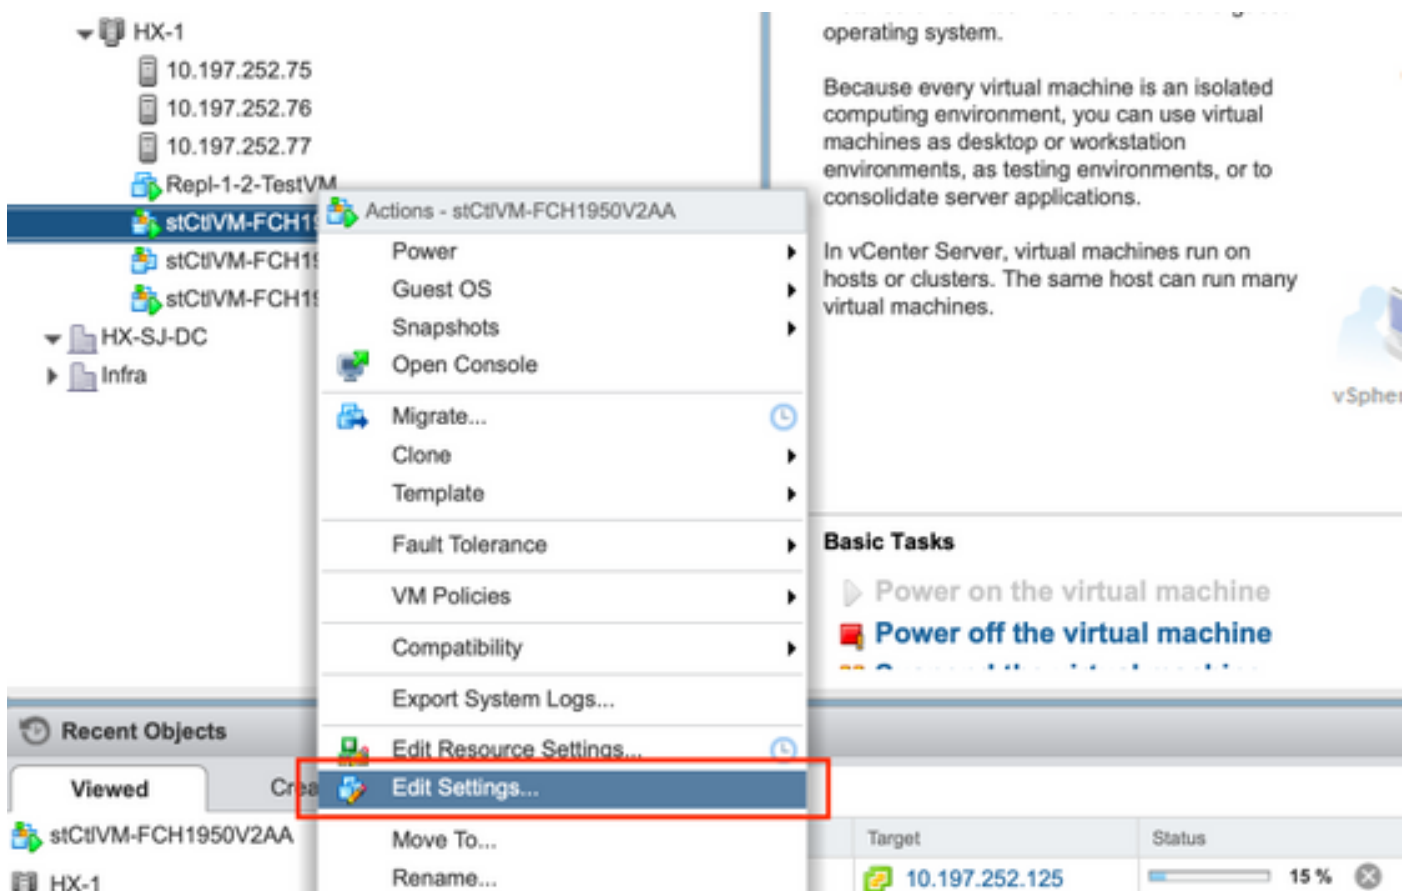 HX-1
10.197.252.75
10.197.252.76
10.197.252.77
Repl-1-2-TestVM
stCtlVM-FCH19
stCtlVM-FCH19
stCtlVM-FCH19
HX-SJ-DC
Infra
Actions - stCtlVM-FCH1950V2AA
Power
Guest OS
Snapshots
Open Console
Migrate...
Clone
Template
Fault Tolerance
VM Policies
Compatibility
Export System Logs...
Edit Resource Settings...
Edit Settings...
Move To...
Rename...
operating system.
Because every virtual machine is an isolated
computing environment, you can use virtual
machines as desktop or workstation
environments, as testing environments, or to
consolidate server applications.
In vCenter Server, virtual machines run on
hosts or clusters. The same host can run many
virtual machines.
vSpher
Basic Tasks
Power on the virtual machine
Power off the virtual machine
Recent Objects
Viewed
Crea
stCtlVM-FCH1950V2AA
HX-1
Target
Status
10.197.252.125
15 %